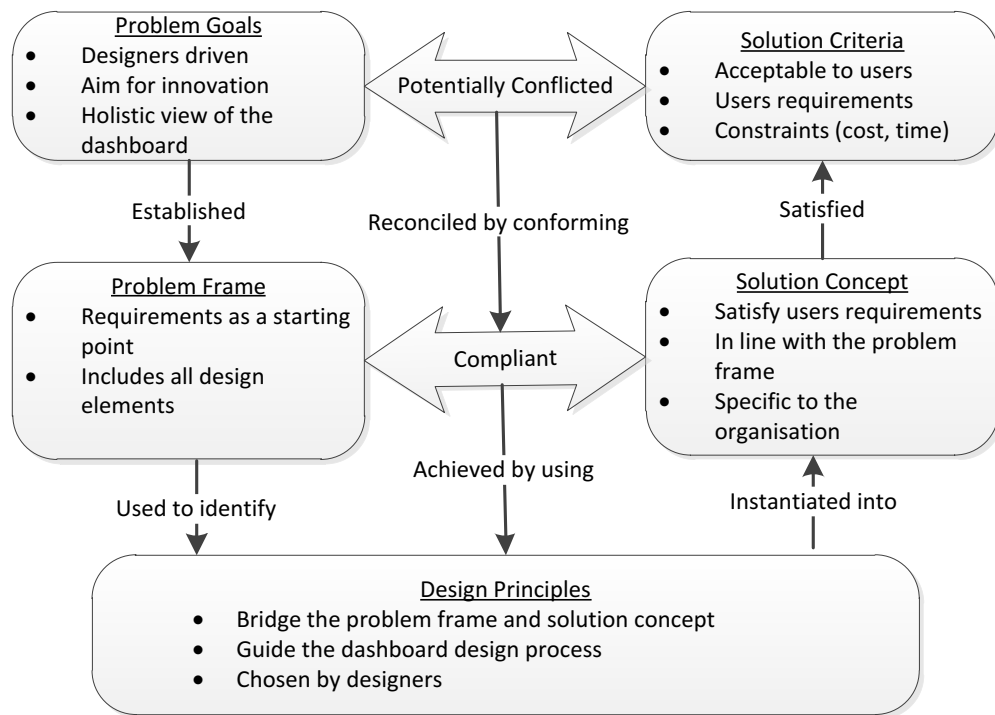 Problem Goals
• Designers driven
• Aim for innovation
• Holistic view of the
dashboard
Potentially Conflicted
Solution Criteria
• Acceptable to users
• Users requirements
• Constraints (cost, time)
Established
Reconciled by conforming
Satisfied
Problem Frame
• Requirements as a starting
point
• Includes all design
elements
Compliant
Solution Concept
• Satisfy users requirements
• In line with the problem
frame
• Specific to the
organisation
Used to identify
Achieved by using
Instantiated into
Design Principles
• Bridge the problem frame and solution concept
• Guide the dashboard design process
• Chosen by designers